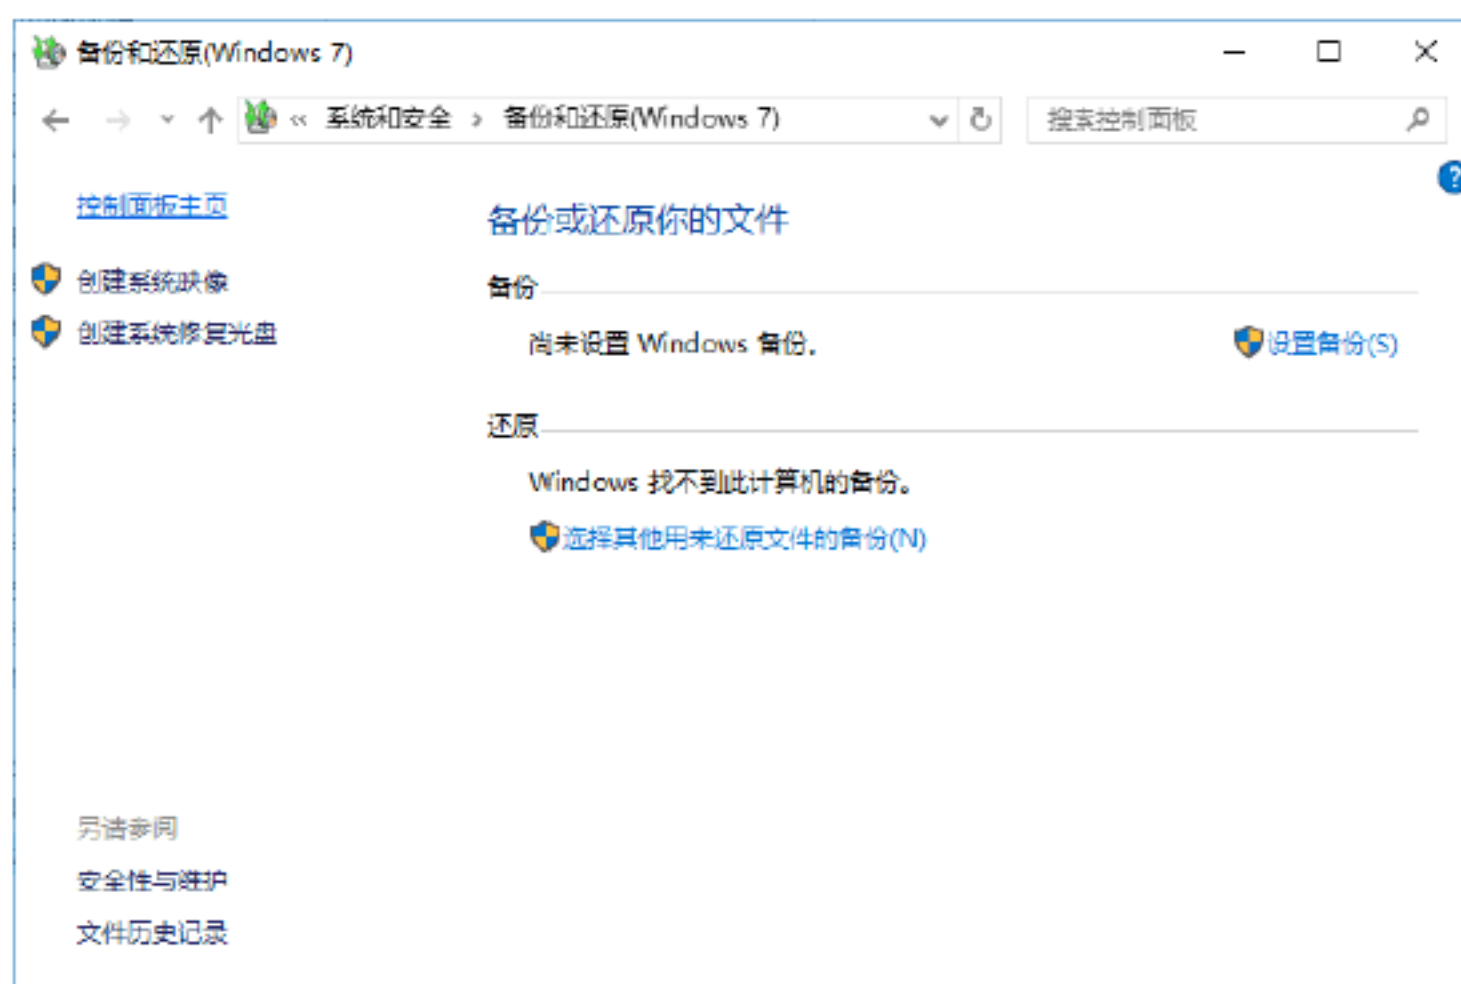 备份和还原(Windows 7)
« 系统和安全 › 备份和还原(Windows 7)
搜索控制面板
?
控制面板主页
创建系统映像
创建系统修复光盘
备份或还原你的文件
备份
尚未设置 Windows 备份。
设置备份(S)
还原
Windows 找不到此计算机的备份。
选择其他用来还原文件的备份(N)
另请参阅
安全性与维护
文件历史记录